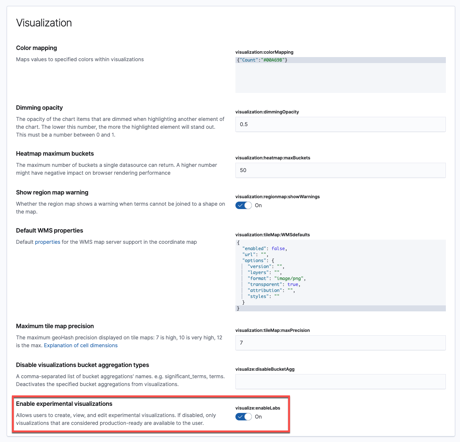 Visualization
Color mapping
Maps values to specified colors within visualizations
visualization:colorMapping
{"Count":"#00A69B"}
Dimming opacity
The opacity of the chart items that are dimmed when highlighting another element
of the chart. The lower this number, the more the highlighted element will stand out.
This must be a number between 0 and 1.
visualization:dimmingOpacity
0.5
Heatmap maximum buckets
The maximum number of buckets a single datasource can return. A higher number
might have negative impact on browser rendering performance
visualization:heatmap:maxBuckets
50
Show region map warning
Whether the region map shows a warning when terms cannot be joined to a shape on
the map.
visualization:regionmap:showWarnings
On
Default WMS properties
Default properties for the WMS map server support in the coordinate map
visualization:tileMap:WMSdefaults
{
"enabled": false,
"url": "",
"options": {
"version": "",
"layers": "",
"format": "image/png",
"transparent": true,
"attribution": "",
"styles": ""
}
}
Maximum tile map precision
The maximum geoHash precision displayed on tile maps: 7 is high, 10 is very high, 12
is the max. Explanation of cell dimensions
visualization:tileMap:maxPrecision
7
Disable visualizations bucket aggregation types
A comma-separated list of bucket aggregations' names. e.g. significant_terms, terms.
Deactivates the specified bucket aggregations from visualizations.
visualize:disableBucketAgg
Enable experimental visualizations
Allows users to create, view, and edit experimental visualizations. If disabled, only
visualizations that are considered production-ready are available to the user.
visualize:enableLabs
On